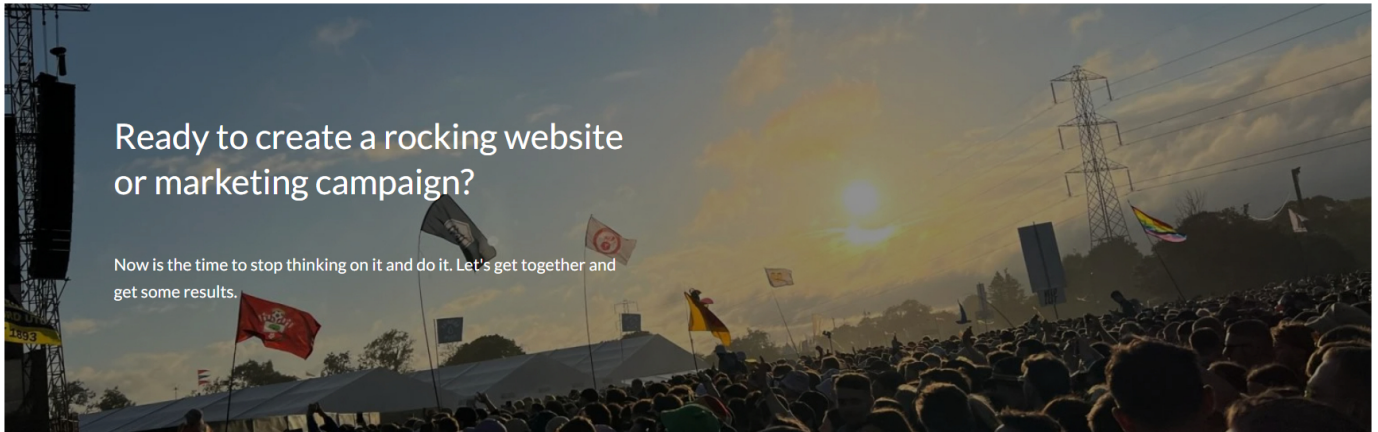 Ready to create a rocking website
or marketing campaign?
Now is the time to stop thinking on it and do it. Let's get together and
get some results.
1893